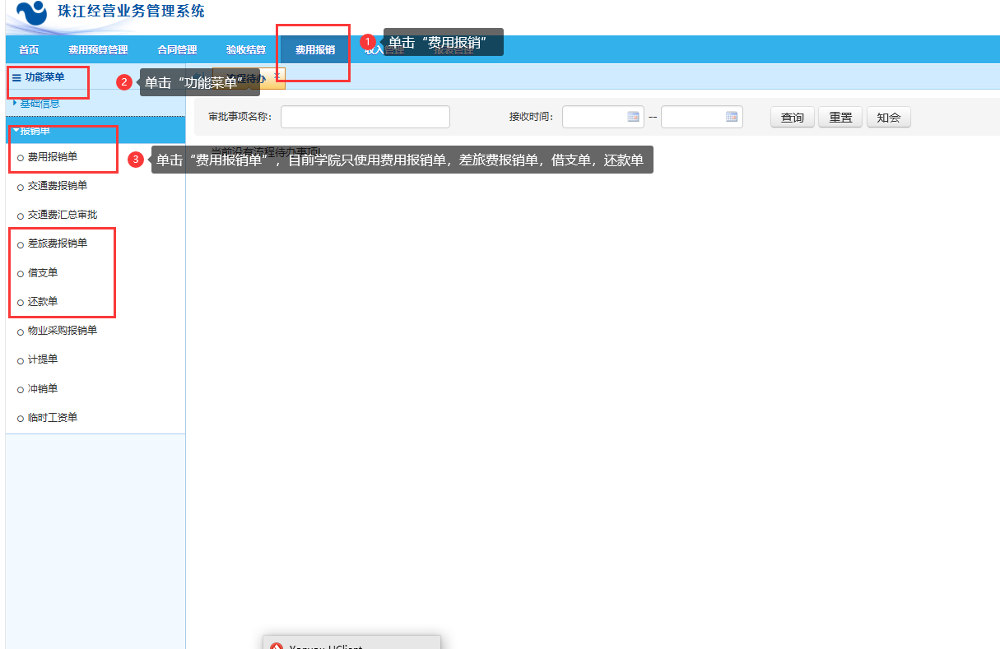 珠江经营业务管理系统
首页 费用预算管理 合同管理 验收结算 费用报销 收入管理 报表管理
1 单击“费用报销”
功能菜单
2 单击“功能菜单”
流程待办 ×
基础信息
审批事项名称: 接收时间: -- 查询 重置 知会
报销单
当前没有流程待办事项!
费用报销单
3 单击“费用报销单”，目前学院只使用费用报销单，差旅费报销单，借支单，还款单
交通费报销单
交通费汇总审批
差旅费报销单
借支单
还款单
物业采购报销单
计提单
冲销单
临时工资单
Yonyou UClient